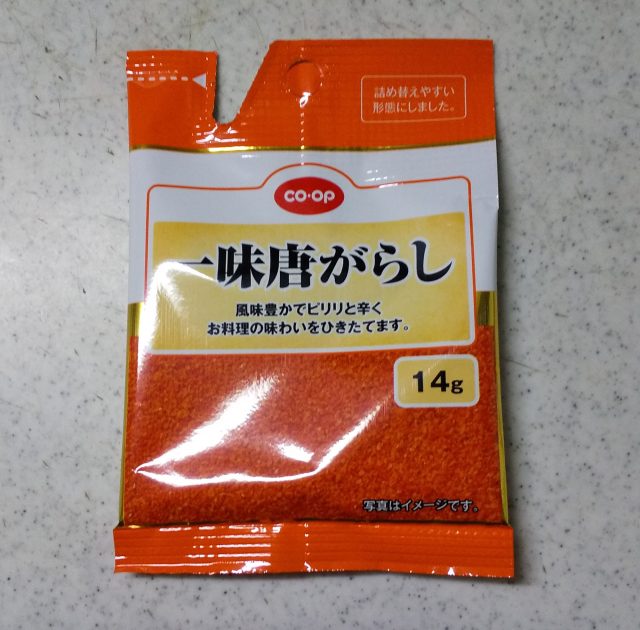 詰め替えやすい
形態にしました。
CO·OP
一味唐がらし
風味豊かでピリリと辛く
お料理の味わいをひきたてます。
14g
写真はイメージです。